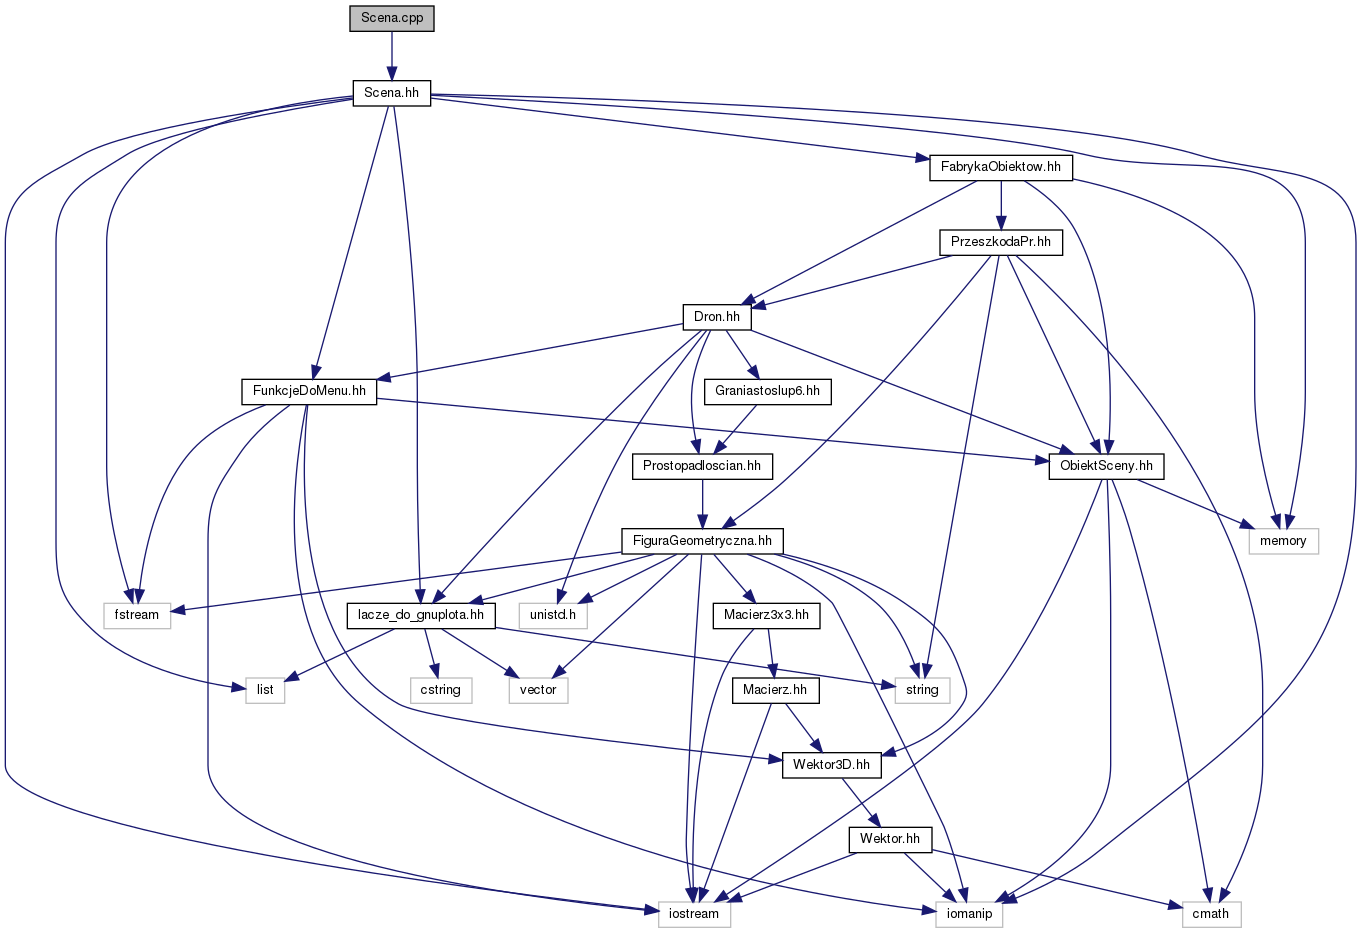 Scena.cpp
Scena.hh
FabrykaObiektow.hh
PrzeszkodaPr.hh
Dron.hh
FunkcjeDoMenu.hh
Graniastoslup6.hh
Prostopadloscian.hh
ObiektSceny.hh
FiguraGeometryczna.hh
memory
fstream
lacze_do_gnuplota.hh
unistd.h
Macierz3x3.hh
list
cstring
vector
Macierz.hh
string
Wektor3D.hh
Wektor.hh
iostream
iomanip
cmath